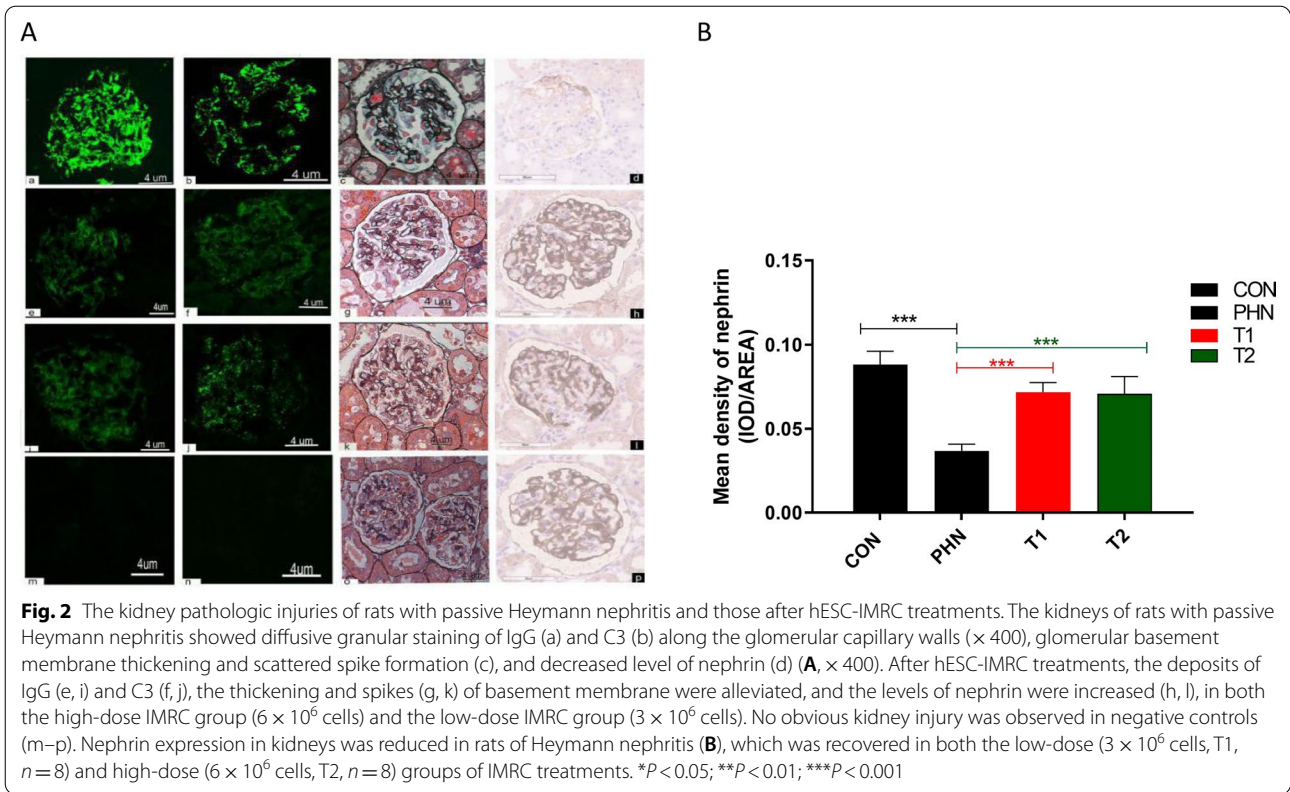 A
B
a
4 um
b
4 um
c
d
e
4um
f
4 um
g
4 um
h
i
4 um
j
4 um
k
4um
l
m
4um
n
4um
o
p
Mean density of nephrin
(IOD/AREA)
0.15
0.10
0.05
0.00
***
***
***
CON
PHN
T1
T2
CON
PHN
T1
T2
Fig. 2 The kidney pathologic injuries of rats with passive Heymann nephritis and those after hESC-IMRC treatments. The kidneys of rats with passive
Heymann nephritis showed diffusive granular staining of IgG (a) and C3 (b) along the glomerular capillary walls (× 400), glomerular basement
membrane thickening and scattered spike formation (c), and decreased level of nephrin (d) (A, × 400). After hESC-IMRC treatments, the deposits of
IgG (e, i) and C3 (f, j), the thickening and spikes (g, k) of basement membrane were alleviated, and the levels of nephrin were increased (h, l), in both
the high-dose IMRC group (6 × 10⁶ cells) and the low-dose IMRC group (3 × 10⁶ cells). No obvious kidney injury was observed in negative controls
(m–p). Nephrin expression in kidneys was reduced in rats of Heymann nephritis (B), which was recovered in both the low-dose (3 × 10⁶ cells, T1,
n = 8) and high-dose (6 × 10⁶ cells, T2, n = 8) groups of IMRC treatments. *P < 0.05; **P < 0.01; ***P < 0.001